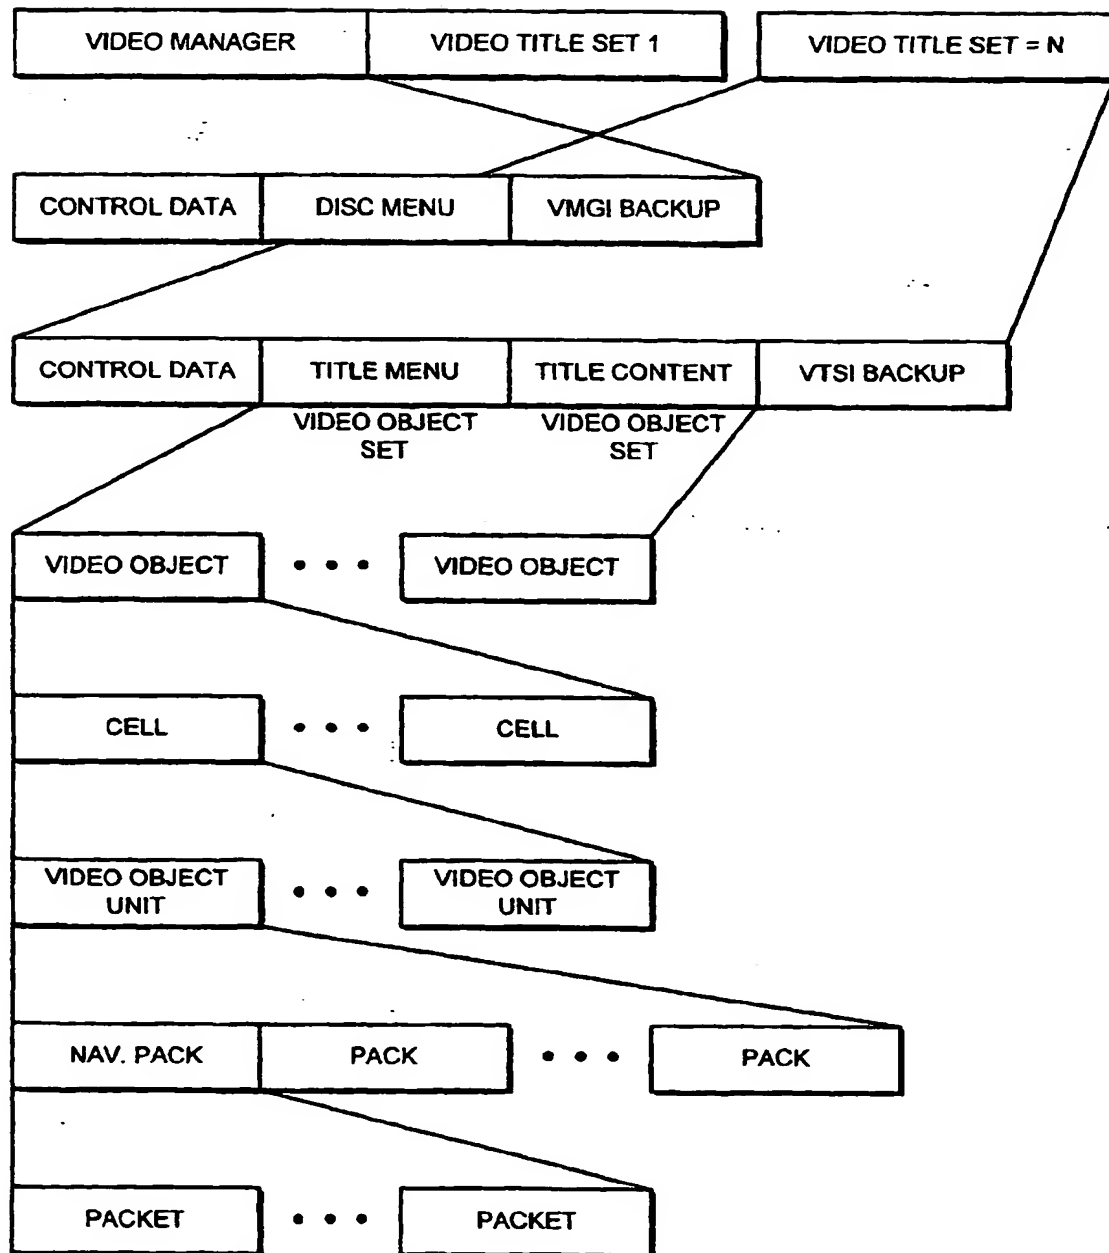 VIDEO MANAGER VIDEO TITLE SET 1 VIDEO TITLE SET = N
CONTROL DATA DISC MENU VMGI BACKUP
CONTROL DATA TITLE MENU TITLE CONTENT VTSI BACKUP
VIDEO OBJECT SET VIDEO OBJECT SET
VIDEO OBJECT • • • VIDEO OBJECT
CELL • • • CELL
VIDEO OBJECT UNIT • • • VIDEO OBJECT UNIT
NAV. PACK PACK • • • PACK
PACKET • • • PACKET